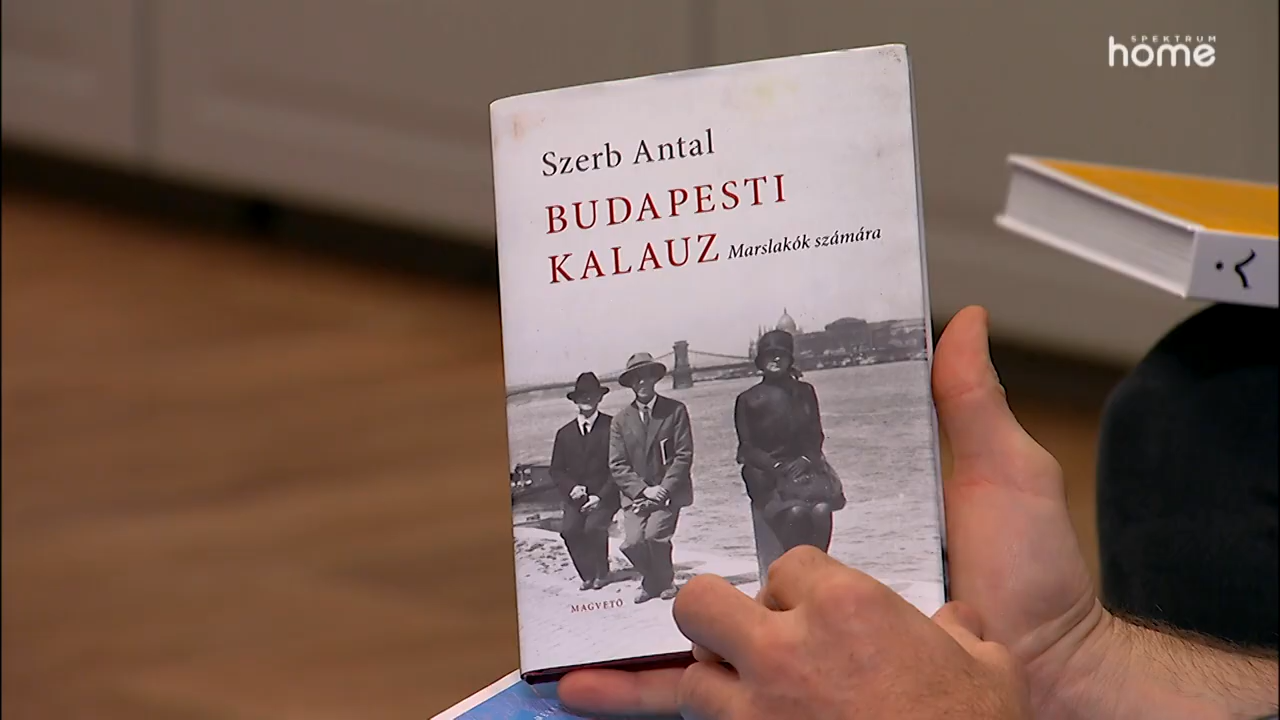 SPEKTRUM
home
Szerb Antal
BUDAPESTI
KALAUZ Marslakók számára
MAGVETŐ